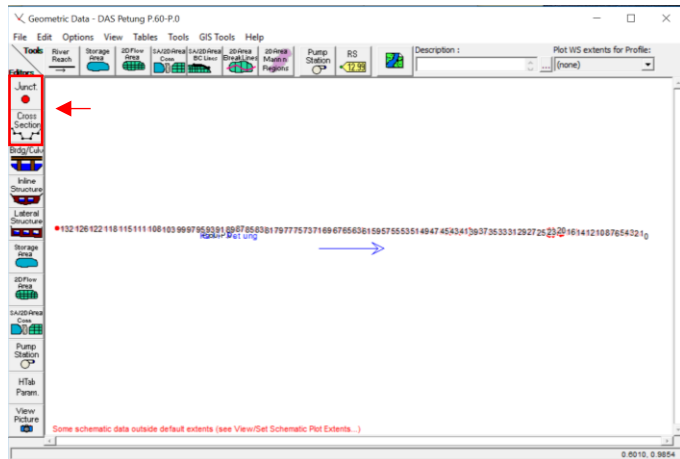 Geometric Data - DAS Petung P.60-P.0
File Edit Options View Tables Tools GIS Tools Help
Tools
Editors
River Reach
Storage Area
2D Flow Area
SA/2D Area Conn
SA/2D Area BC Lines
2D Area Break Lines
2D Area Mann n Regions
Pump Station
RS
Description :
...
Plot WS extents for Profile:
(none)
Junct.
Cross Section
Bridg/Culv
Inline Structure
Lateral Structure
Storage Area
2D Flow Area
SA/2D Area Conn
Pump Station
HTab Param.
View Picture
Petung
Some schematic data outside default extents (see View/Set Schematic Plot Extents...)
0.6010, 0.9854